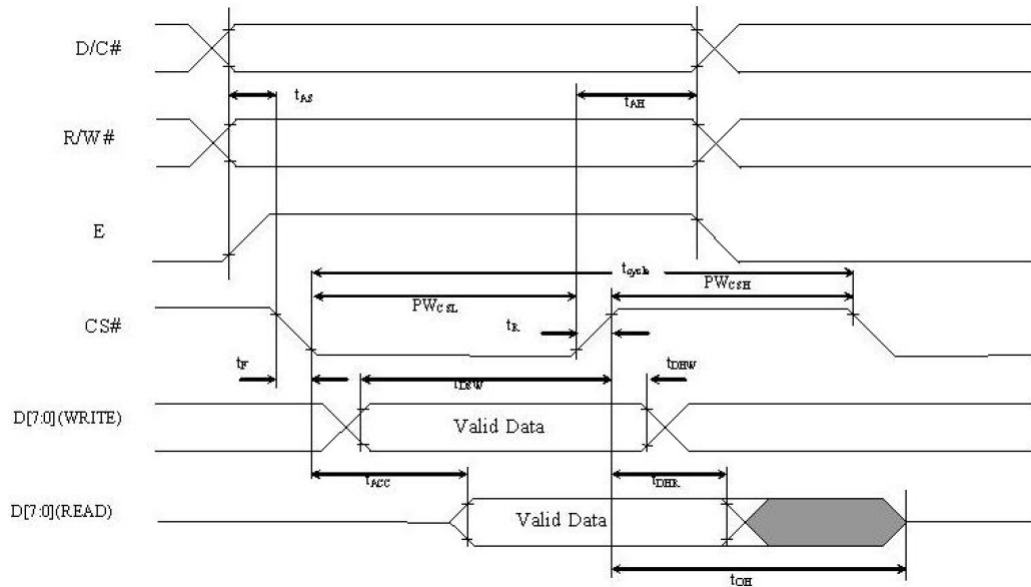 D/C#
tAS
tAH
R/W#
E
tcycle
PWCSL
PWCSH
CS#
tR
tF
tDSW
tDHW
D[7:0](WRITE)
Valid Data
tACC
tDHR
D[7:0](READ)
Valid Data
tOH